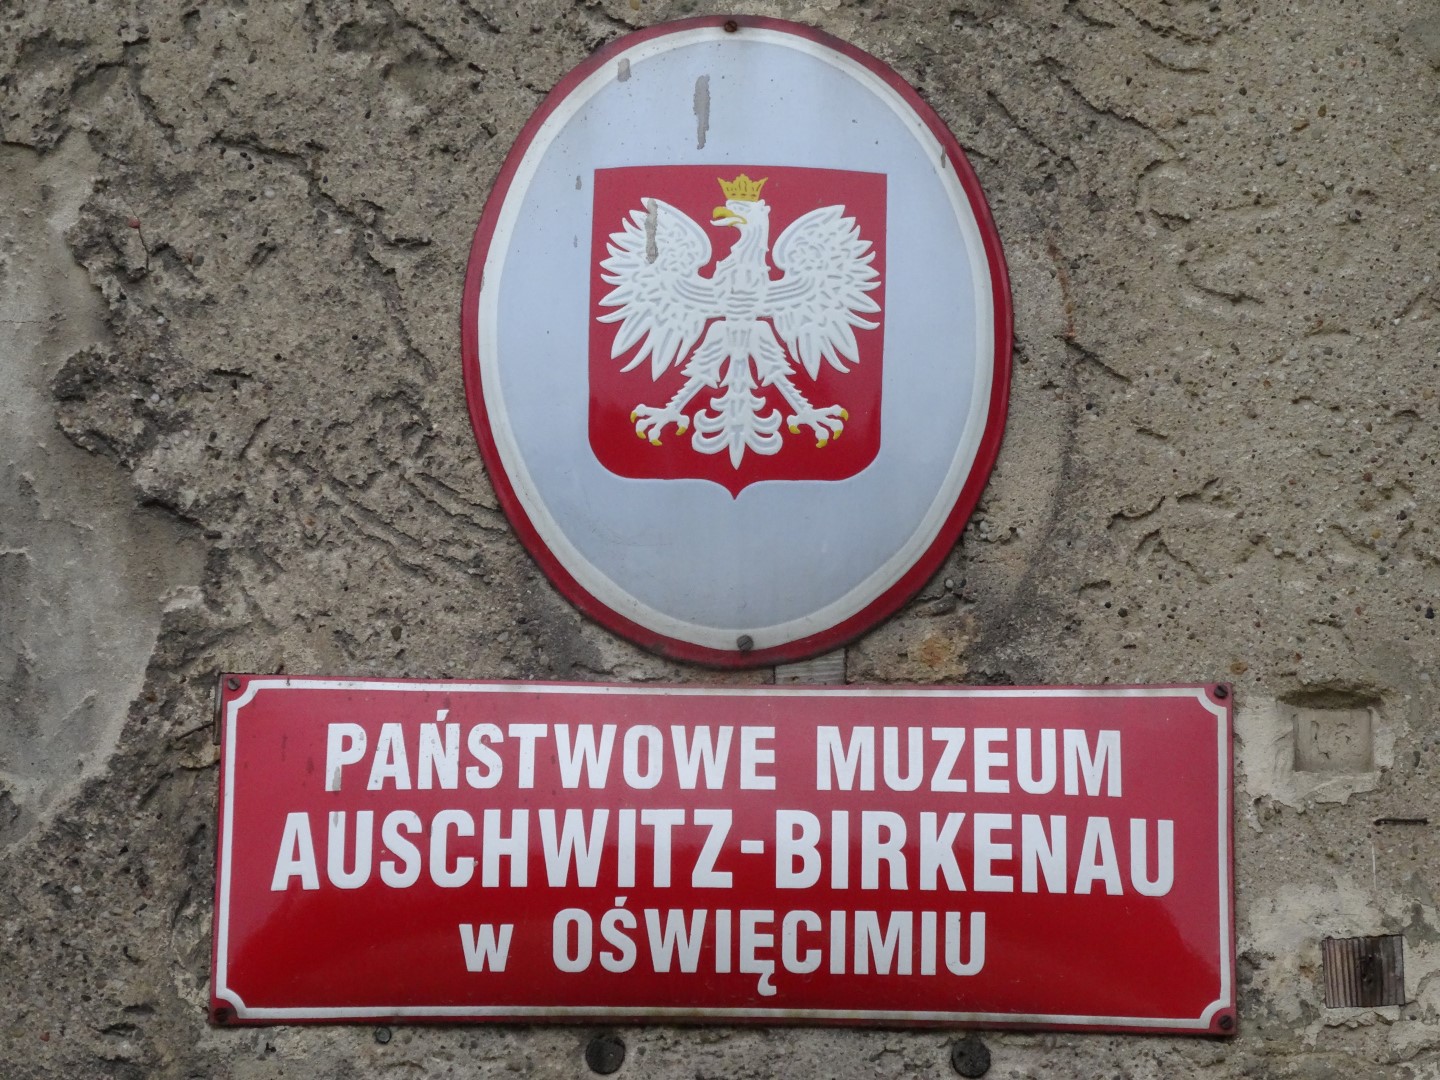 PAŃSTWOWE MUZEUM
AUSCHWITZ-BIRKENAU
w OŚWIĘCIMIU